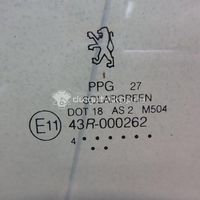 PPG 27
SOLARGREEN
DOT 18 AS 2 M504
E11 43R-000262
4